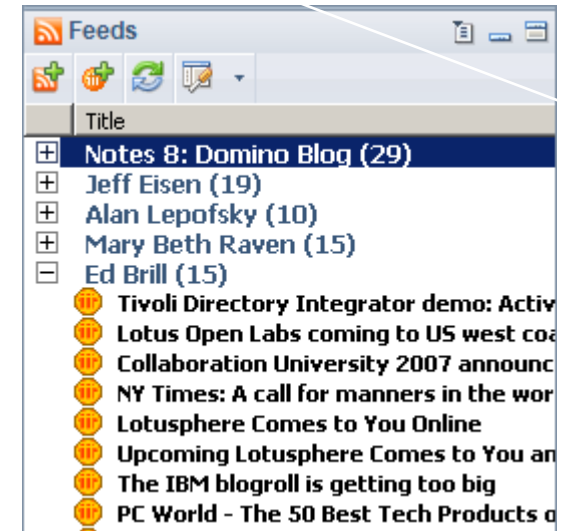 Feeds
Title
Notes 8: Domino Blog (29)
Jeff Eisen (19)
Alan Lepofsky (10)
Mary Beth Raven (15)
Ed Brill (15)
Tivoli Directory Integrator demo: Activ
Lotus Open Labs coming to US west coa
Collaboration University 2007 announc
NY Times: A call for manners in the wor
Lotusphere Comes to You Online
Upcoming Lotusphere Comes to You an
The IBM blogroll is getting too big
PC World - The 50 Best Tech Products o